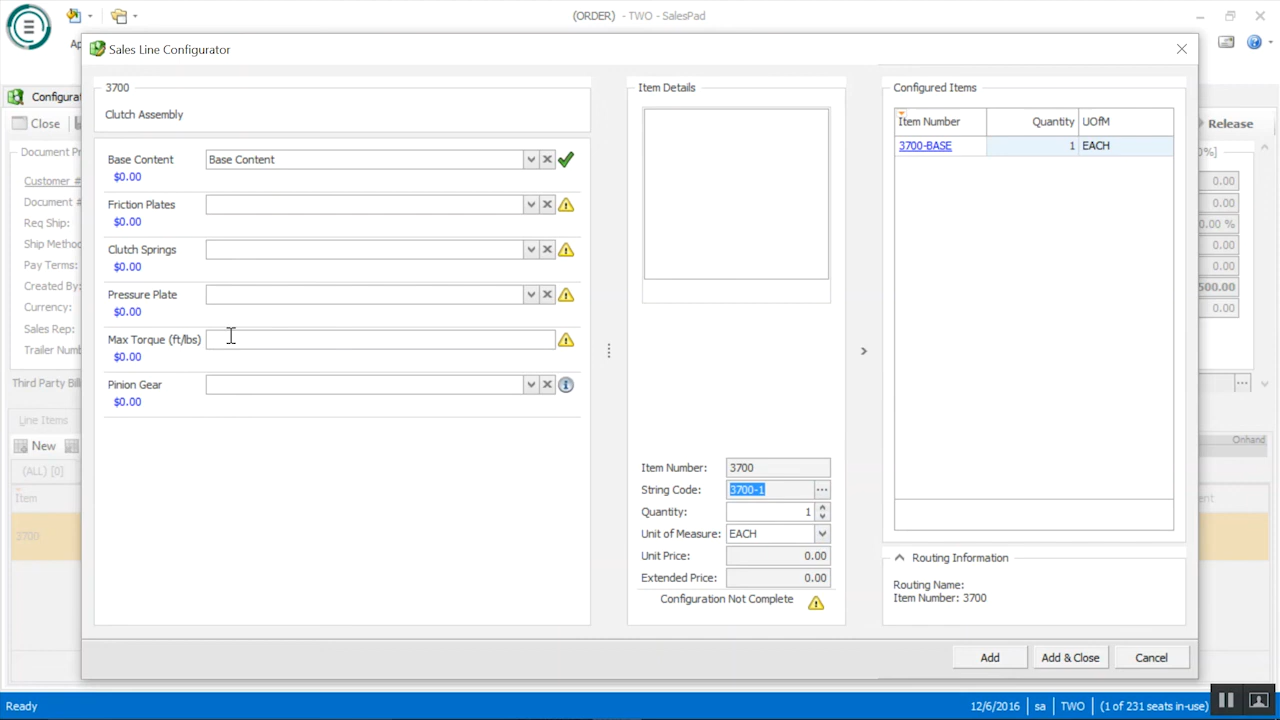 (ORDER) - TWO - SalesPad
Ap
Sales Line Configurator
Configurat
Close
Release
Document Pr
Customer #
Document #
Req Ship:
Ship Metho
Pay Terms:
Created By:
Currency:
Sales Rep:
Trailer Numb
Third Party Bill
Line Items
New
(ALL) [0]
Item
3700
3700
Clutch Assembly
Base Content
Base Content
$0.00
Friction Plates
$0.00
Clutch Springs
$0.00
Pressure Plate
$0.00
Max Torque (ft/lbs)
$0.00
Pinion Gear
$0.00
Item Details
Item Number: 3700
String Code: 3700-1
Quantity: 1
Unit of Measure: EACH
Unit Price: 0.00
Extended Price: 0.00
Configuration Not Complete
Configured Items
Item Number Quantity UOfM
3700-BASE 1 EACH
Routing Information
Routing Name:
Item Number: 3700
%]
0.00
0.00
0.00 %
0.00
0.00
500.00
0.00
Onhand
ent
Add
Add & Close
Cancel
Ready
12/6/2016 sa TWO (1 of 231 seats in-use)